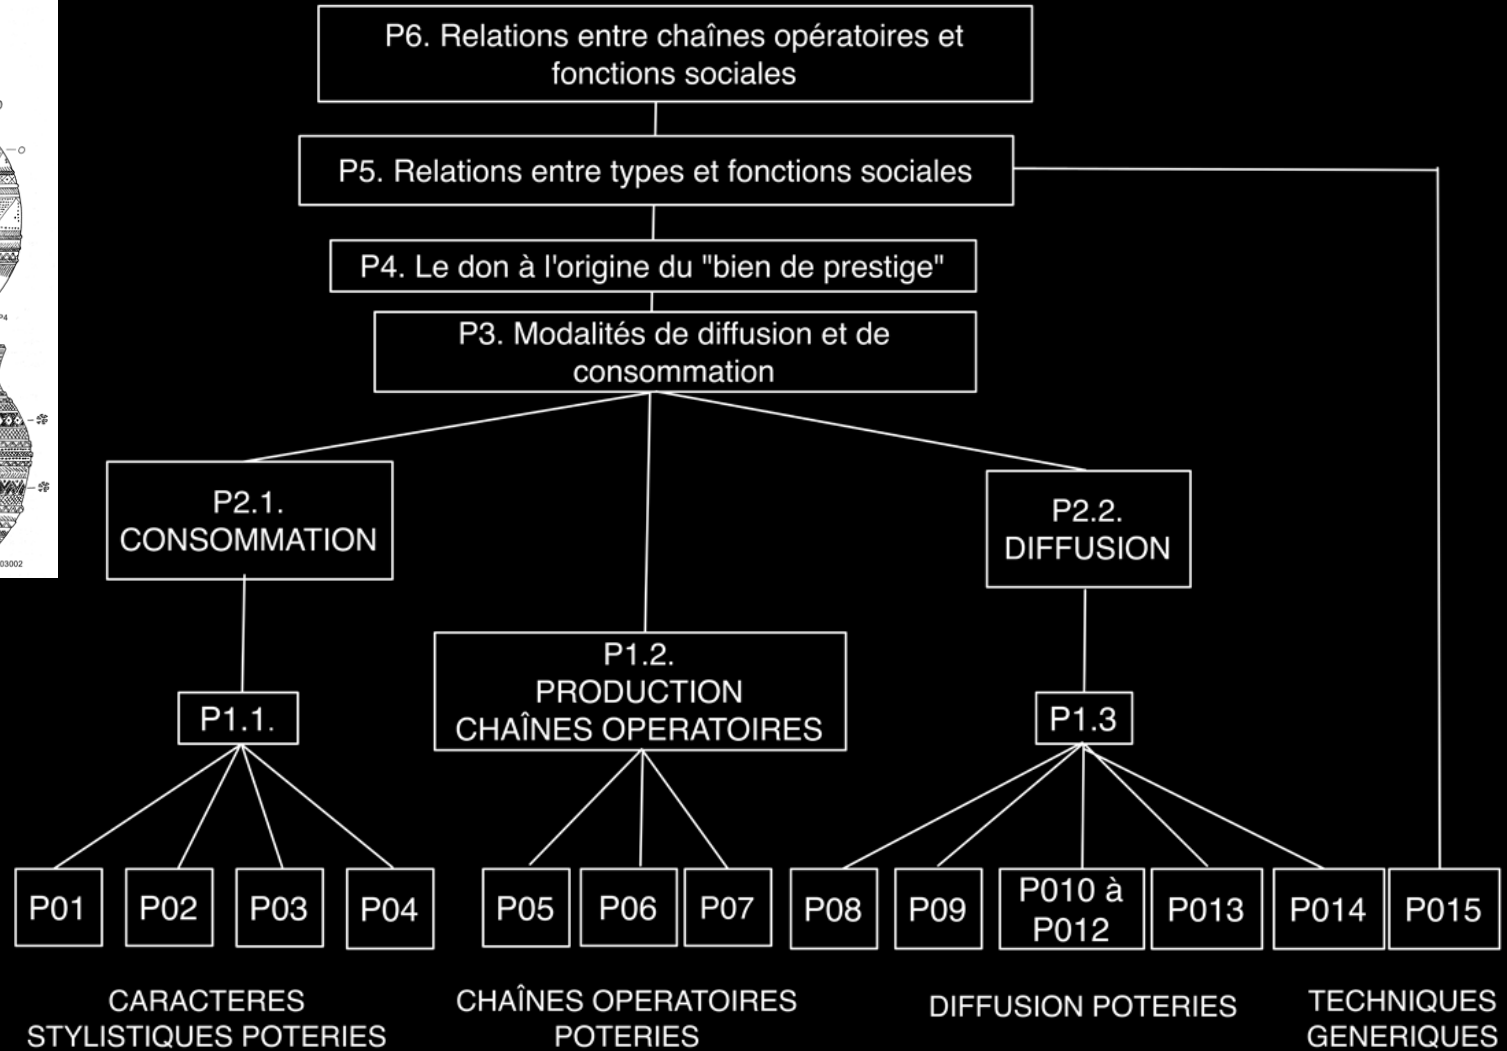 P6. Relations entre chaînes opératoires et
fonctions sociales
P5. Relations entre types et fonctions sociales
P4. Le don à l'origine du "bien de prestige"
P3. Modalités de diffusion et de
consommation
P2.1.
CONSOMMATION
P2.2.
DIFFUSION
P1.2.
PRODUCTION
CHAÎNES OPERATOIRES
P1.1.
P1.3
P01
P02
P03
P04
P05
P06
P07
P08
P09
P010 à
P012
P013
P014
P015
CARACTERES
STYLISTIQUES POTERIES
CHAÎNES OPERATOIRES
POTERIES
DIFFUSION POTERIES
TECHNIQUES
GENERIQUES
03002